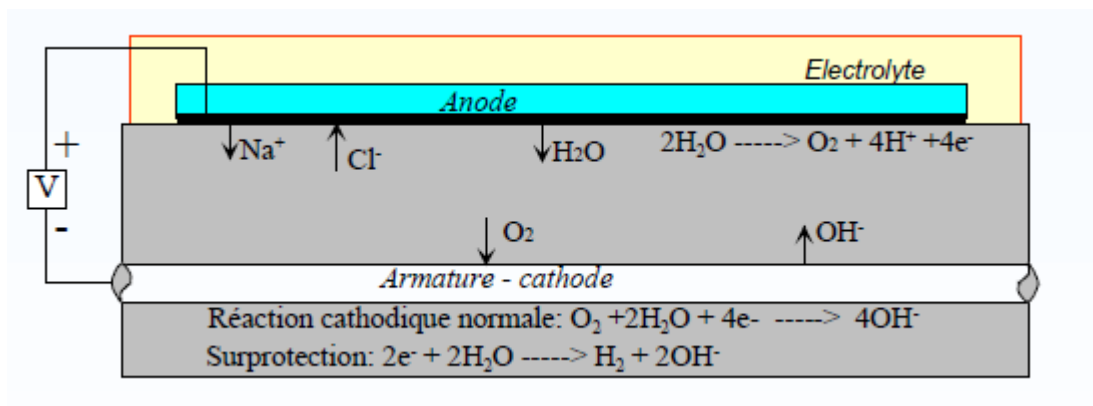 Electrolyte
Anode
+
Na⁺
Cl⁻
H₂O
2H₂O -----> O₂ + 4H⁺ +4e⁻
V
-
O₂
OH⁻
Armature - cathode
Réaction cathodique normale: O₂ +2H₂O + 4e- -----> 4OH⁻
Surprotection: 2e⁻ + 2H₂O -----> H₂ + 2OH⁻